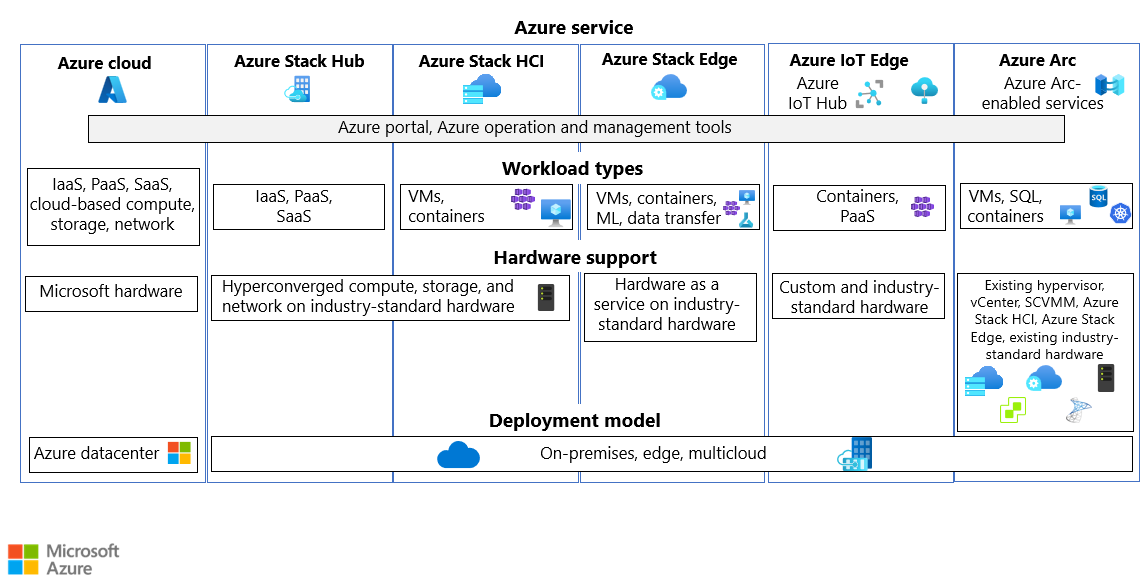 Azure service
Azure cloud
Azure Stack Hub
Azure Stack HCI
Azure Stack Edge
Azure IoT Edge
Azure
IoT Hub
Azure Arc
Azure Arc-
enabled services
Azure portal, Azure operation and management tools
Workload types
IaaS, PaaS, SaaS,
cloud-based compute,
storage, network
IaaS, PaaS,
SaaS
VMs,
containers
VMs, containers,
ML, data transfer
Containers,
PaaS
VMs, SQL,
containers
SQL
Hardware support
Microsoft hardware
Hyperconverged compute, storage, and
network on industry-standard hardware
Hardware as a
service on industry-
standard hardware
Custom and industry-
standard hardware
Existing hypervisor,
vCenter, SCVMM, Azure
Stack HCI, Azure Stack
Edge, existing industry-
standard hardware
Deployment model
Azure datacenter
On-premises, edge, multicloud
Microsoft
Azure